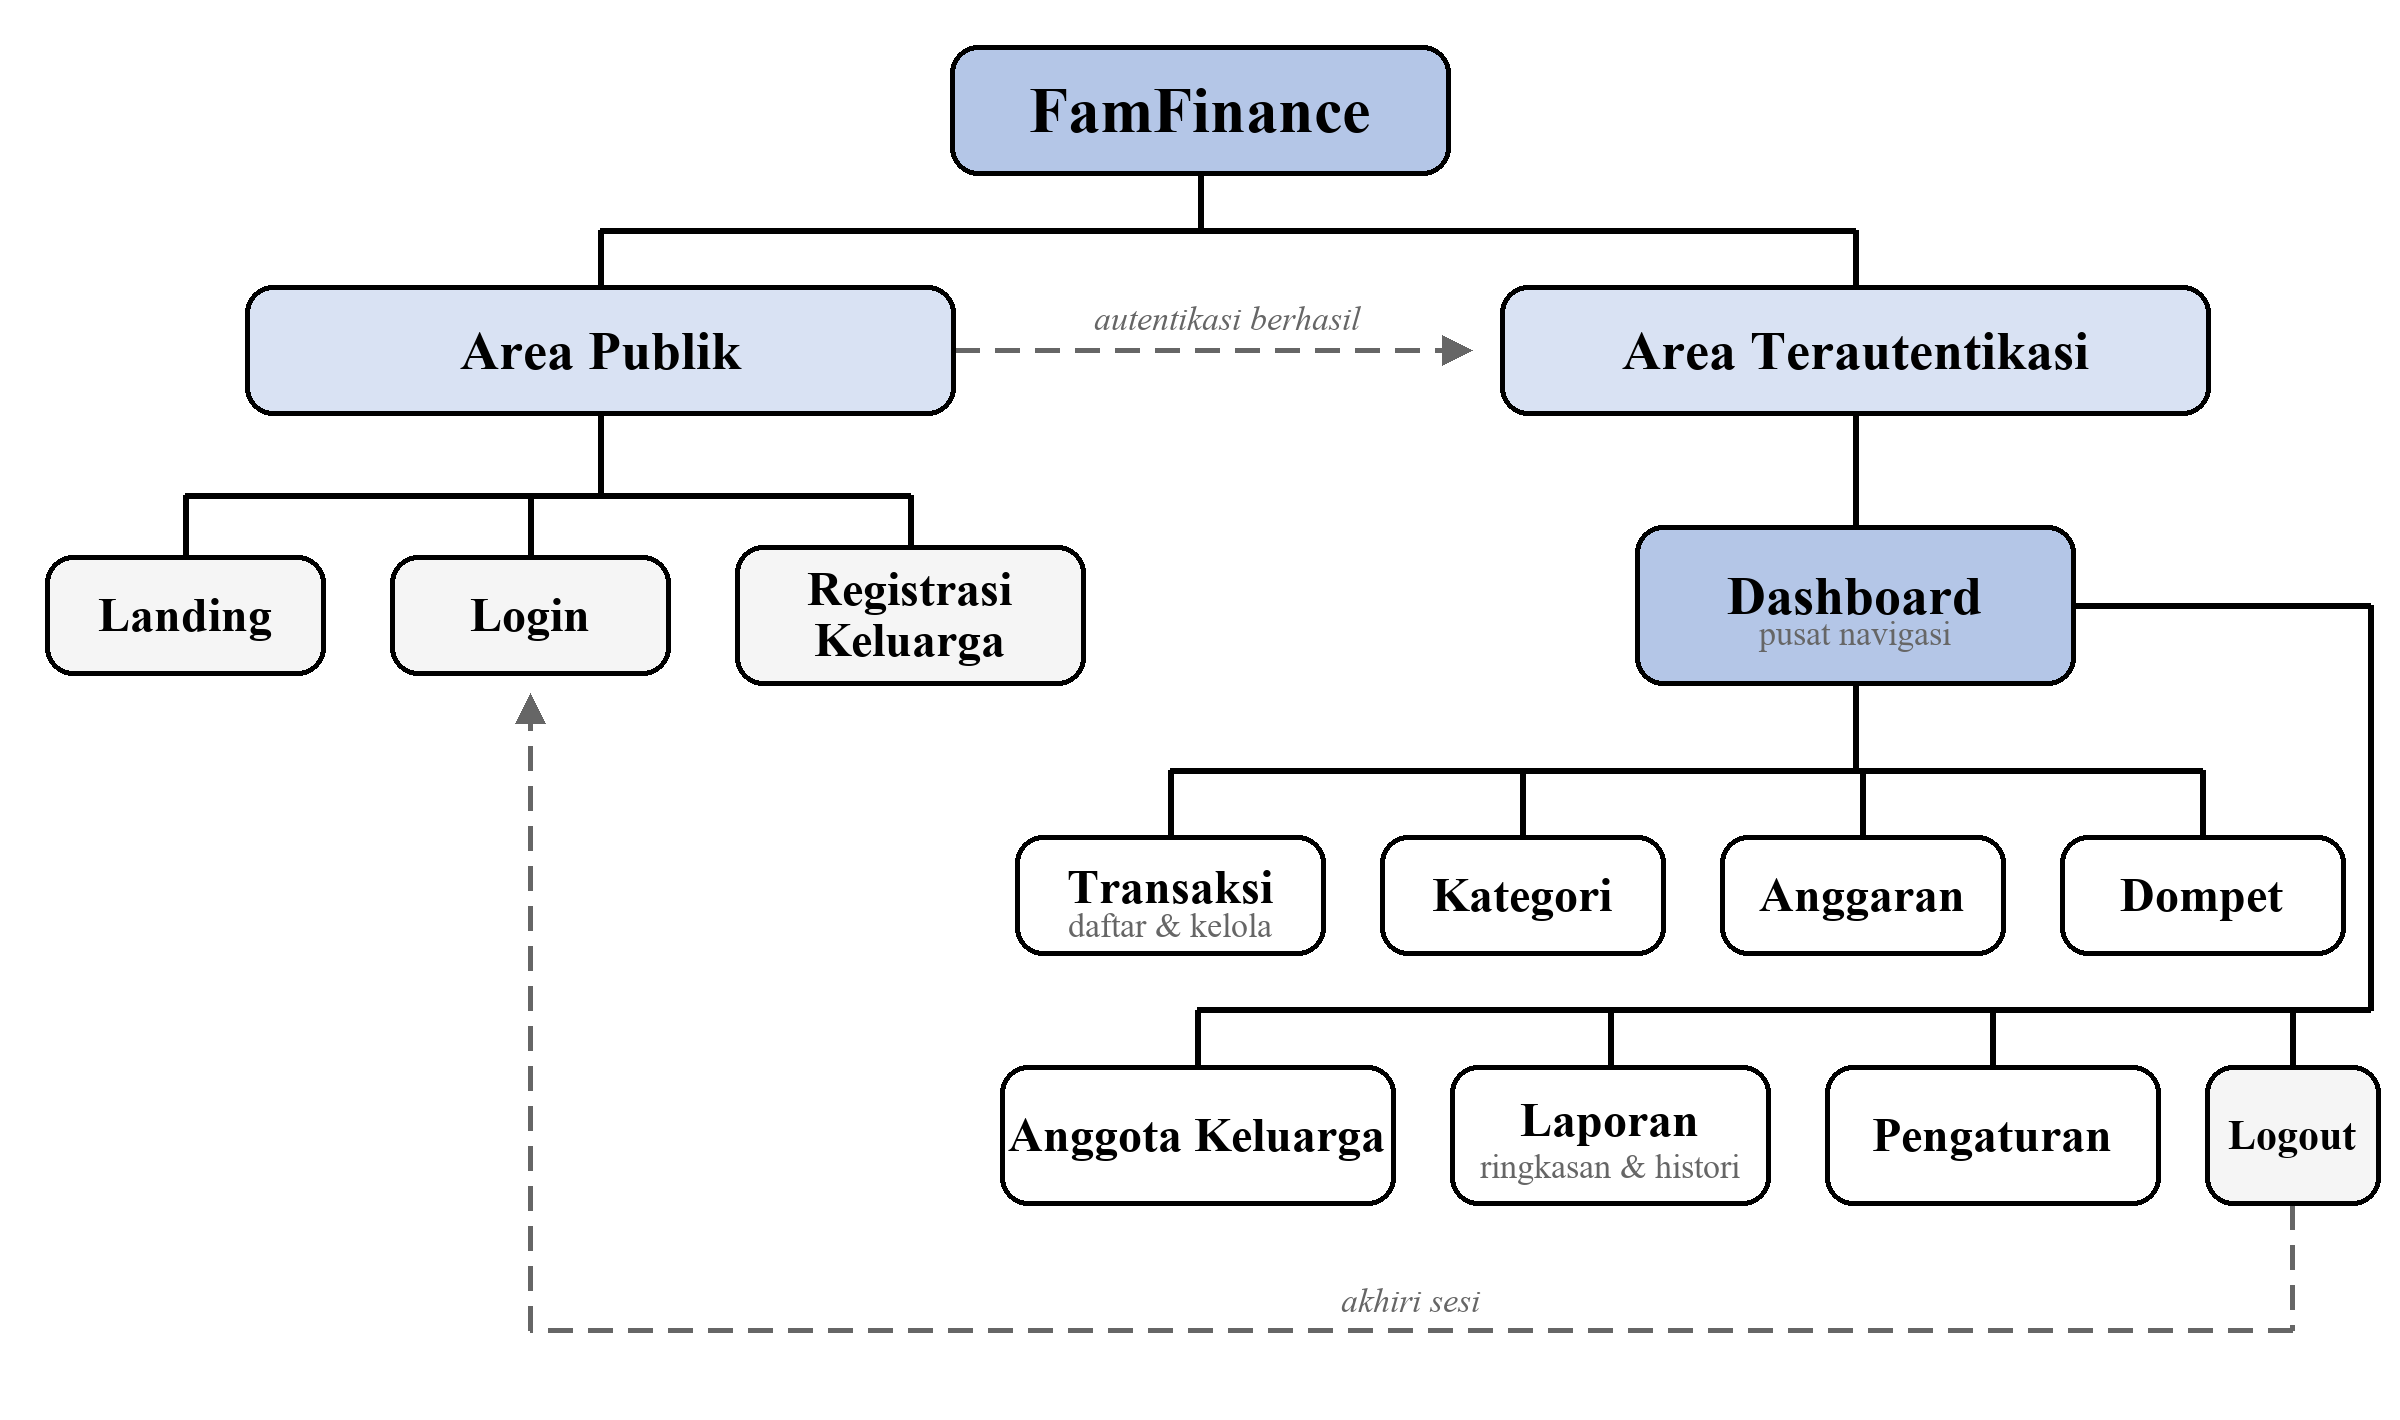 FamFinance
Area Publik
autentikasi berhasil
Area Terautentikasi
Landing
Login
Registrasi
Keluarga
Dashboard
pusat navigasi
Transaksi
daftar & kelola
Kategori
Anggaran
Dompet
Anggota Keluarga
Laporan
ringkasan & histori
Pengaturan
Logout
akhiri sesi